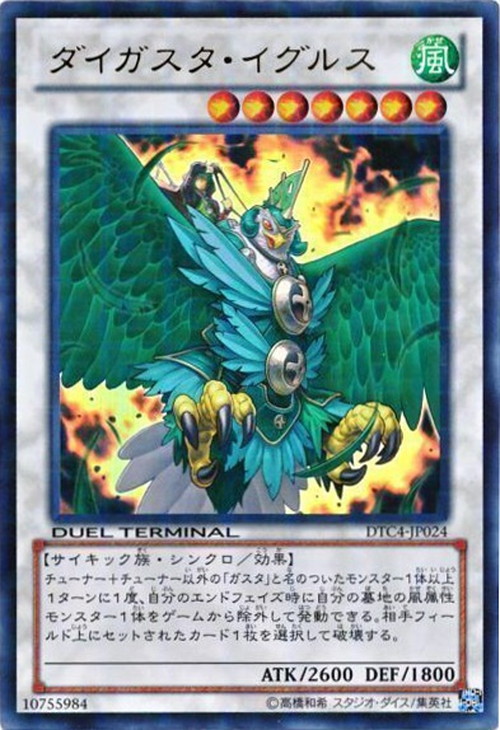 ダイガスタ・イグルス
風
DUEL TERMINAL
DTC4-JP024
【サイキック族・シンクロ／効果】
チューナー＋チューナー以外の「ガスタ」と名のついたモンスター1体以上
1ターンに1度、自分のエンドフェイズ時に自分の墓地の風属性
モンスター1体をゲームから除外して発動できる。相手フィー
ルド上にセットされたカード1枚を選択して破壊する。
ATK/2600 DEF/1800
10755984
©高橋和希 スタジオ・ダイス/集英社